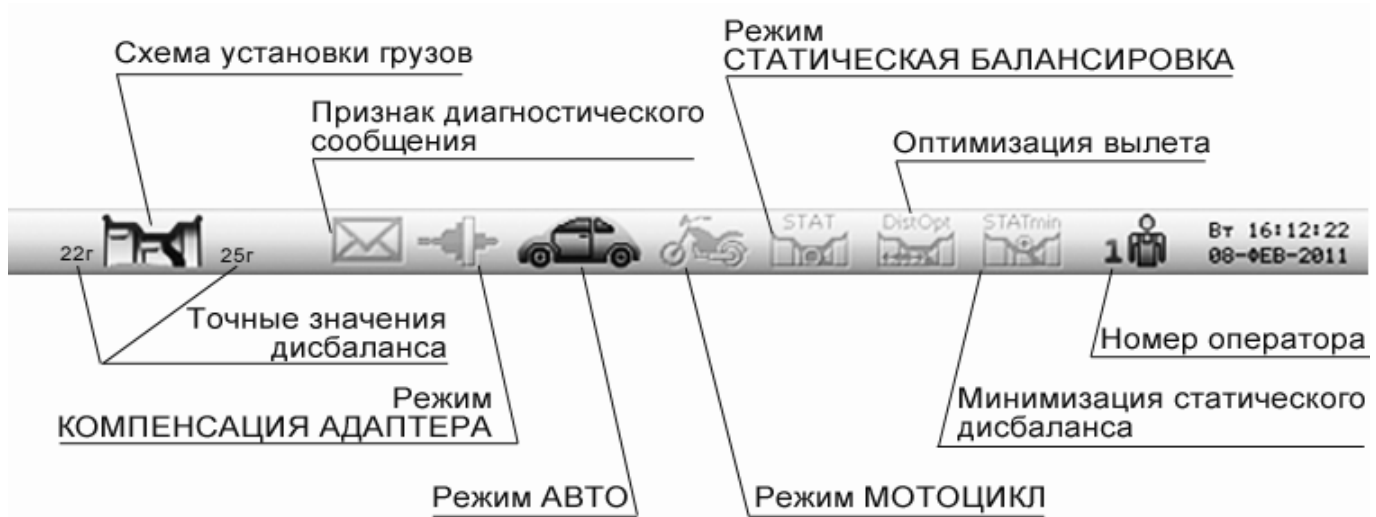 Режим
СТАТИЧЕСКАЯ БАЛАНСИРОВКА
Схема установки грузов
Признак диагностического
сообщения
Оптимизация вылета
STAT
DistOpt
STATmin
22г
25г
1
Вт 16:12:22
08-ФЕВ-2011
Точные значения
дисбаланса
Номер оператора
Режим
КОМПЕНСАЦИЯ АДАПТЕРА
Минимизация статического
дисбаланса
Режим АВТО
Режим МОТОЦИКЛ